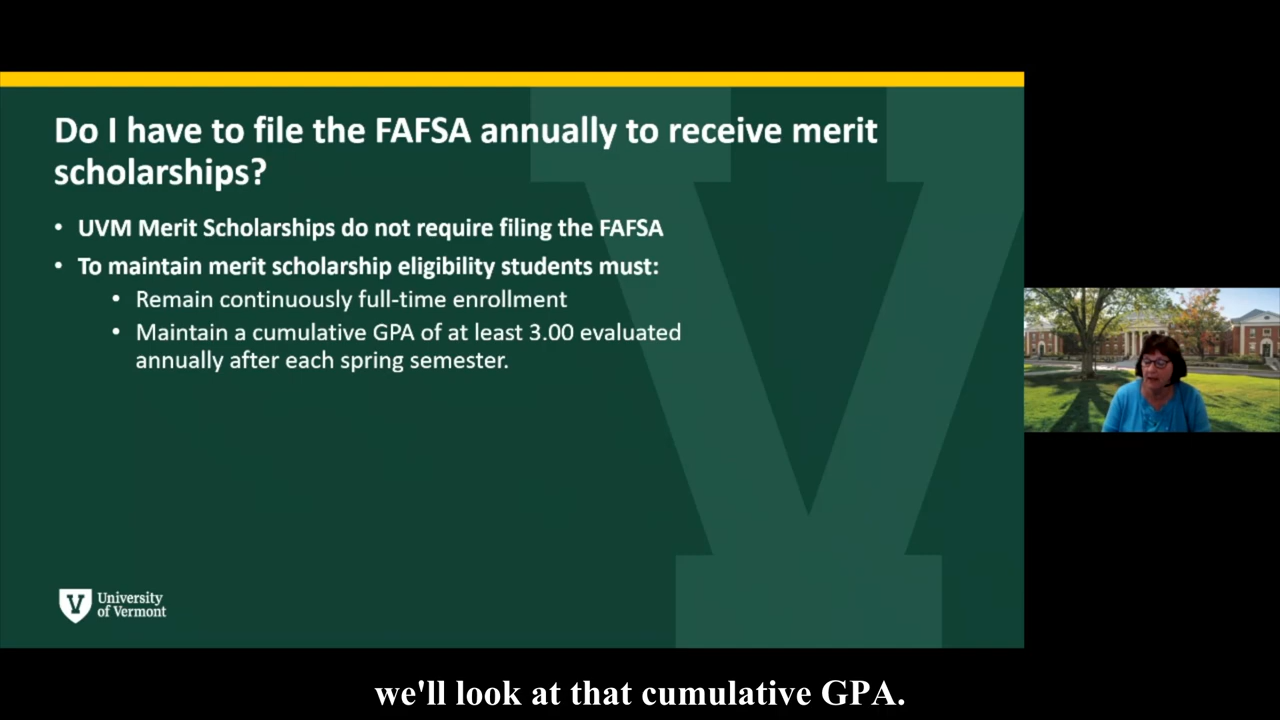 Do I have to file the FAFSA annually to receive merit
scholarships?
• UVM Merit Scholarships do not require filing the FAFSA
• To maintain merit scholarship eligibility students must:
• Remain continuously full-time enrollment
• Maintain a cumulative GPA of at least 3.00 evaluated
annually after each spring semester.
V
University
of Vermont
we'll look at that cumulative GPA.